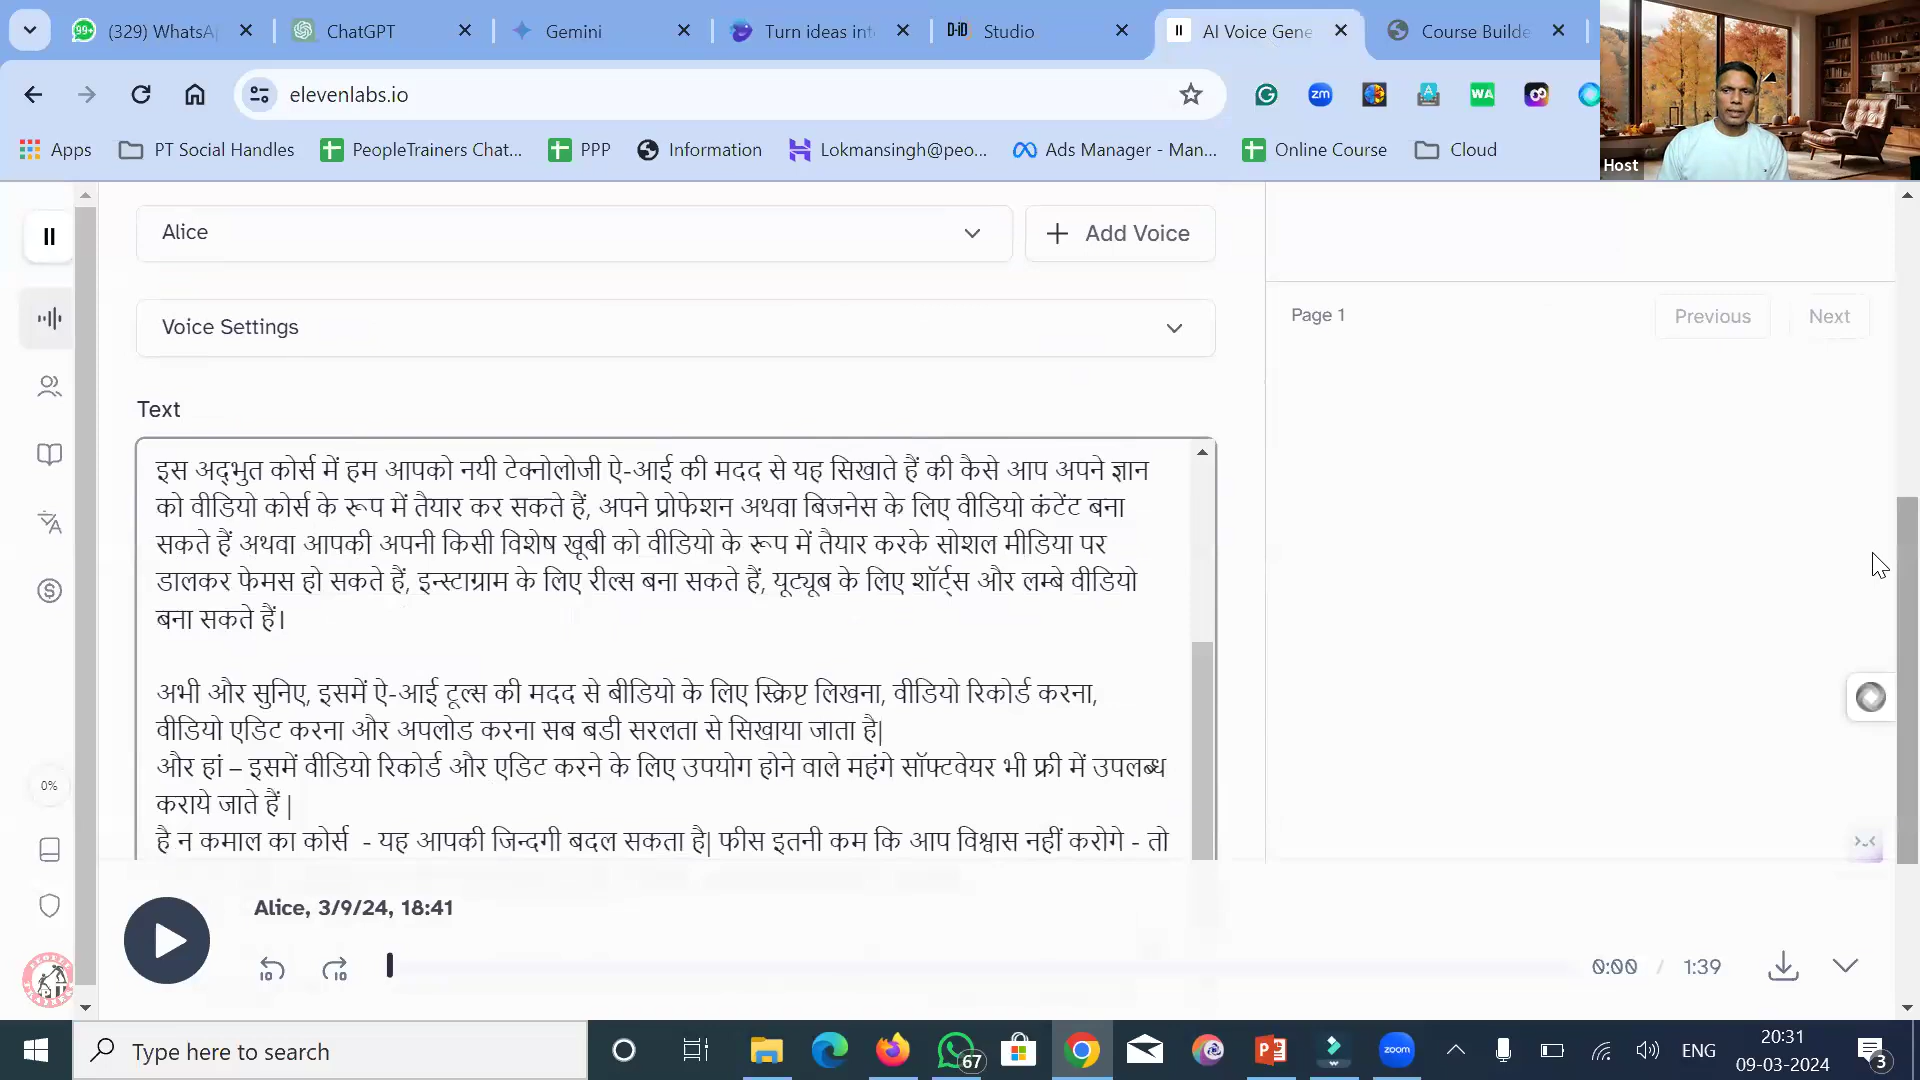 (329) WhatsA
ChatGPT
Gemini
Turn ideas int
D-iD Studio
AI Voice Gene
Course Builde
elevenlabs.io
zm
WA
Apps
PT Social Handles
PeopleTrainers Chat...
PPP
Information
Lokmansingh@peo...
Ads Manager - Man...
Online Course
Cloud
Host
Alice
Add Voice
Voice Settings
Page 1
Previous
Next
Text
इस अद्भुत कोर्स में हम आपको नयी टेक्नोलोजी ऐ-आई की मदद से यह सिखाते हैं की कैसे आप अपने ज्ञान
को वीडियो कोर्स के रूप में तैयार कर सकते हैं, अपने प्रोफेशन अथवा बिजनेस के लिए वीडियो कंटेंट बना
सकते हैं अथवा आपकी अपनी किसी विशेष खूबी को वीडियो के रूप में तैयार करके सोशल मीडिया पर
डालकर फेमस हो सकते हैं, इन्स्टाग्राम के लिए रील्स बना सकते हैं, यूट्यूब के लिए शॉर्ट्स और लम्बे वीडियो
बना सकते हैं।
अभी और सुनिए, इसमें ऐ-आई टूल्स की मदद से बीडियो के लिए स्क्रिप्ट लिखना, वीडियो रिकोर्ड करना,
वीडियो एडिट करना और अपलोड करना सब बडी सरलता से सिखाया जाता है|
और हां – इसमें वीडियो रिकोर्ड और एडिट करने के लिए उपयोग होने वाले महंगे सॉफ्टवेयर भी फ्री में उपलब्ध
कराये जाते हैं |
है न कमाल का कोर्स - यह आपकी जिन्दगी बदल सकता है| फीस इतनी कम कि आप विश्वास नहीं करोगे - तो
0%
Alice, 3/9/24, 18:41
10
10
0:00 / 1:39
Type here to search
67
zoom
ENG
20:31
09-03-2024
3